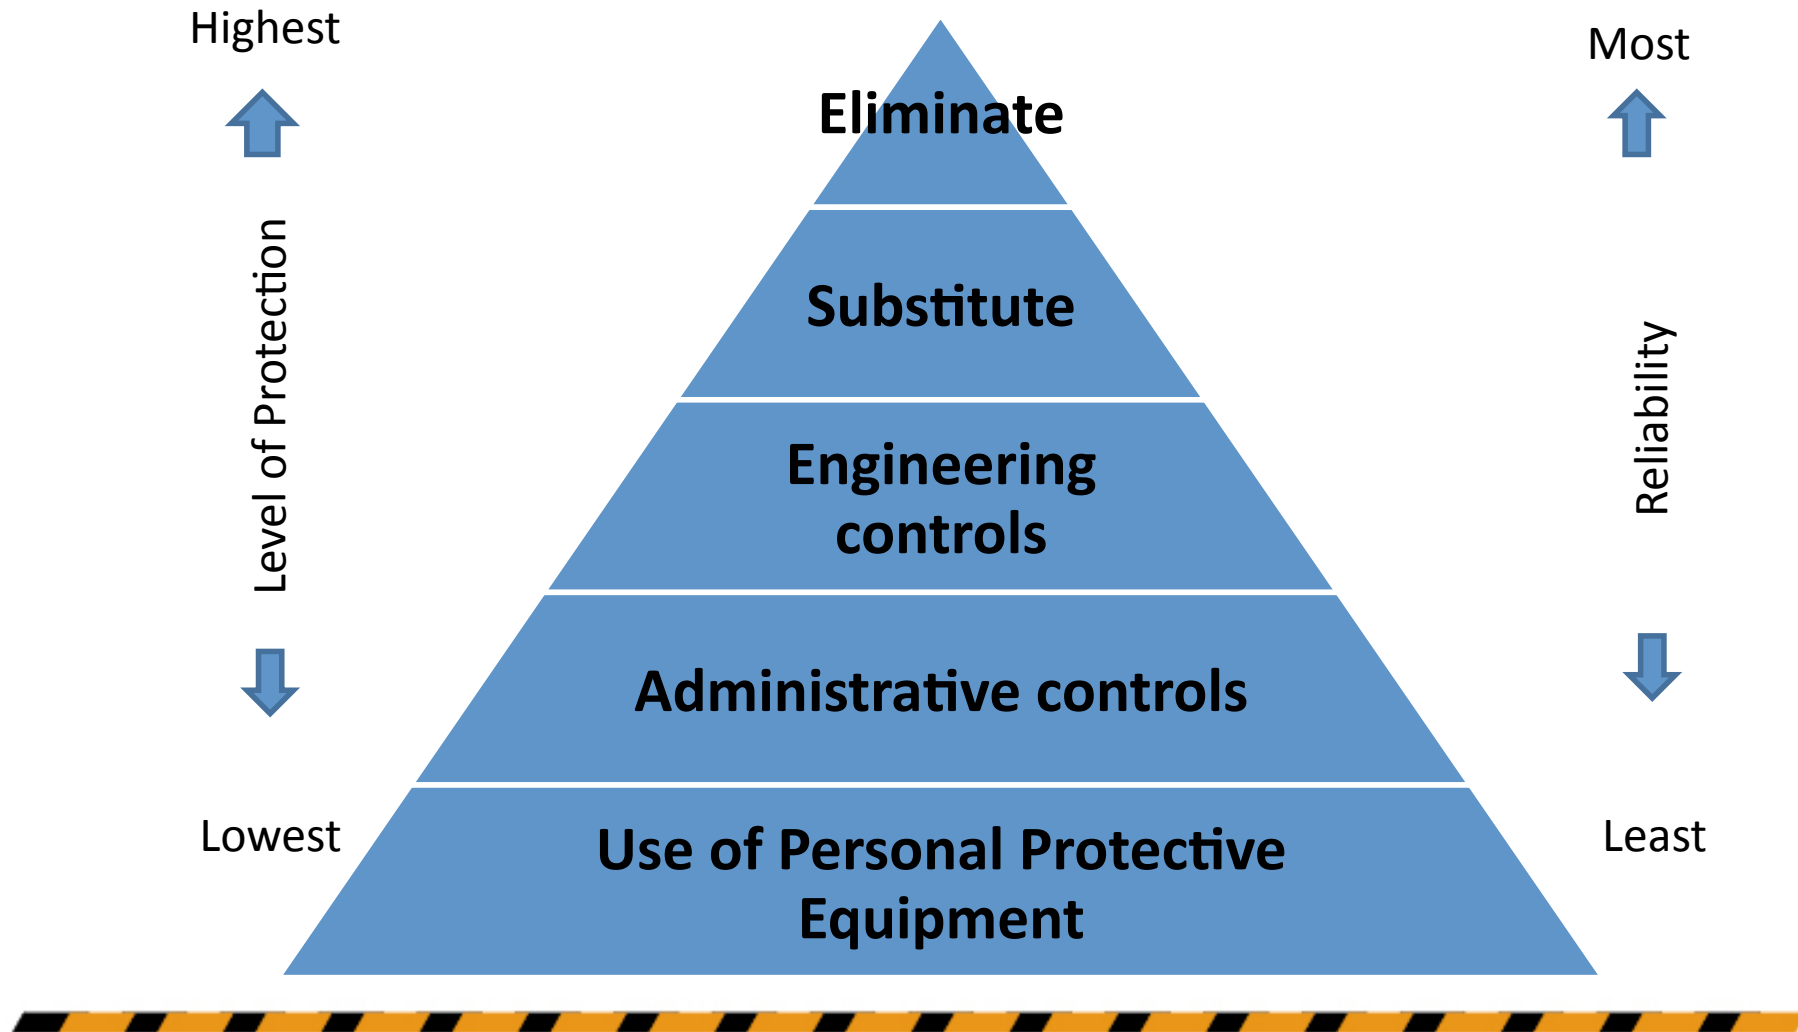 Highest
Most
Eliminate
Level of Protection
Substitute
Reliability
Engineering
controls
Administrative controls
Lowest
Least
Use of Personal Protective
Equipment